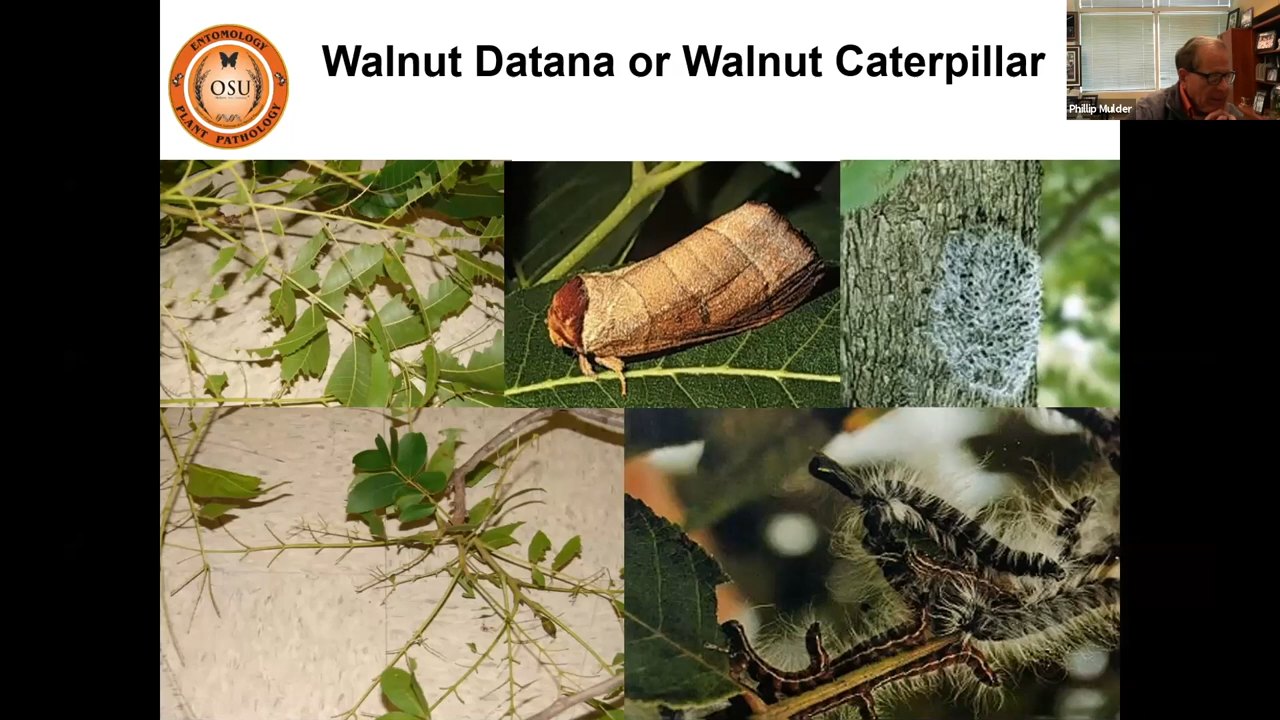 ENTOMOLOGY
OSU
PLANT PATHOLOGY
Walnut Datana or Walnut Caterpillar
Phillip Mulder